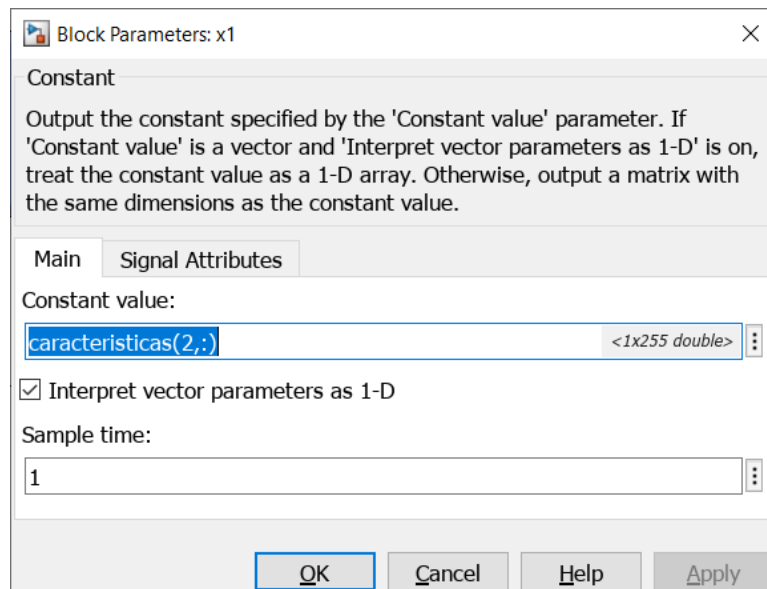 Block Parameters: x1
Constant
Output the constant specified by the 'Constant value' parameter. If
'Constant value' is a vector and 'Interpret vector parameters as 1-D' is on,
treat the constant value as a 1-D array. Otherwise, output a matrix with
the same dimensions as the constant value.
Main Signal Attributes
Constant value:
caracteristicas(2,:) <1x255 double>
Interpret vector parameters as 1-D
Sample time:
1
OK Cancel Help Apply